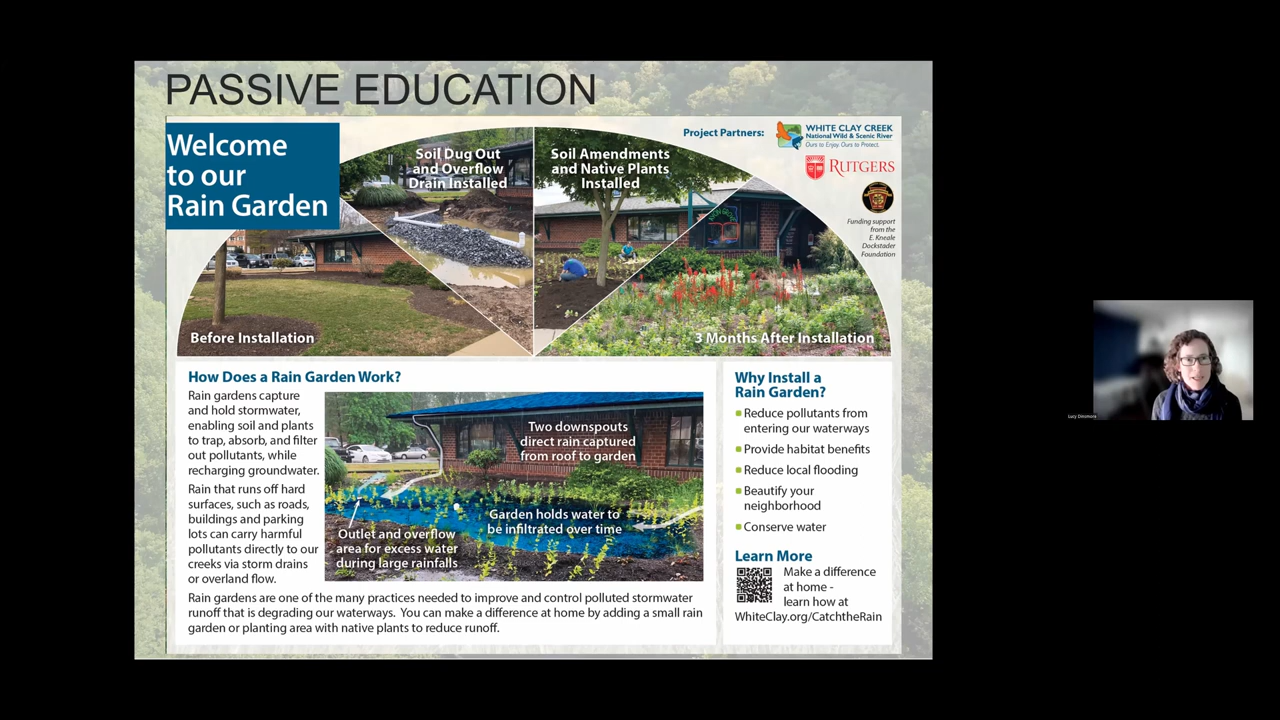 PASSIVE EDUCATION
Welcome
to our
Rain Garden
Soil Dug Out
and Overflow
Drain Installed
Soil Amendments
and Native Plants
Installed
Before Installation
3 Months After Installation
Project Partners:
WHITE CLAY CREEK
National Wild & Scenic River
Ours to Enjoy. Ours to Protect.
RUTGERS
Funding support
from the
E. Kneale
Dockstader
Foundation
How Does a Rain Garden Work?
Rain gardens capture
and hold stormwater,
enabling soil and plants
to trap, absorb, and filter
out pollutants, while
recharging groundwater.
Rain that runs off hard
surfaces, such as roads,
buildings and parking
lots can carry harmful
pollutants directly to our
creeks via storm drains
or overland flow.
Two downspouts
direct rain captured
from roof to garden
Garden holds water to
be infiltrated over time
Outlet and overflow
area for excess water
during large rainfalls
Rain gardens are one of the many practices needed to improve and control polluted stormwater
runoff that is degrading our waterways. You can make a difference at home by adding a small rain
garden or planting area with native plants to reduce runoff.
Why Install a
Rain Garden?
Reduce pollutants from
entering our waterways
Provide habitat benefits
Reduce local flooding
Beautify your
neighborhood
Conserve water
Learn More
Make a difference
at home -
learn how at
WhiteClay.org/CatchtheRain
Lucy Dinsmore